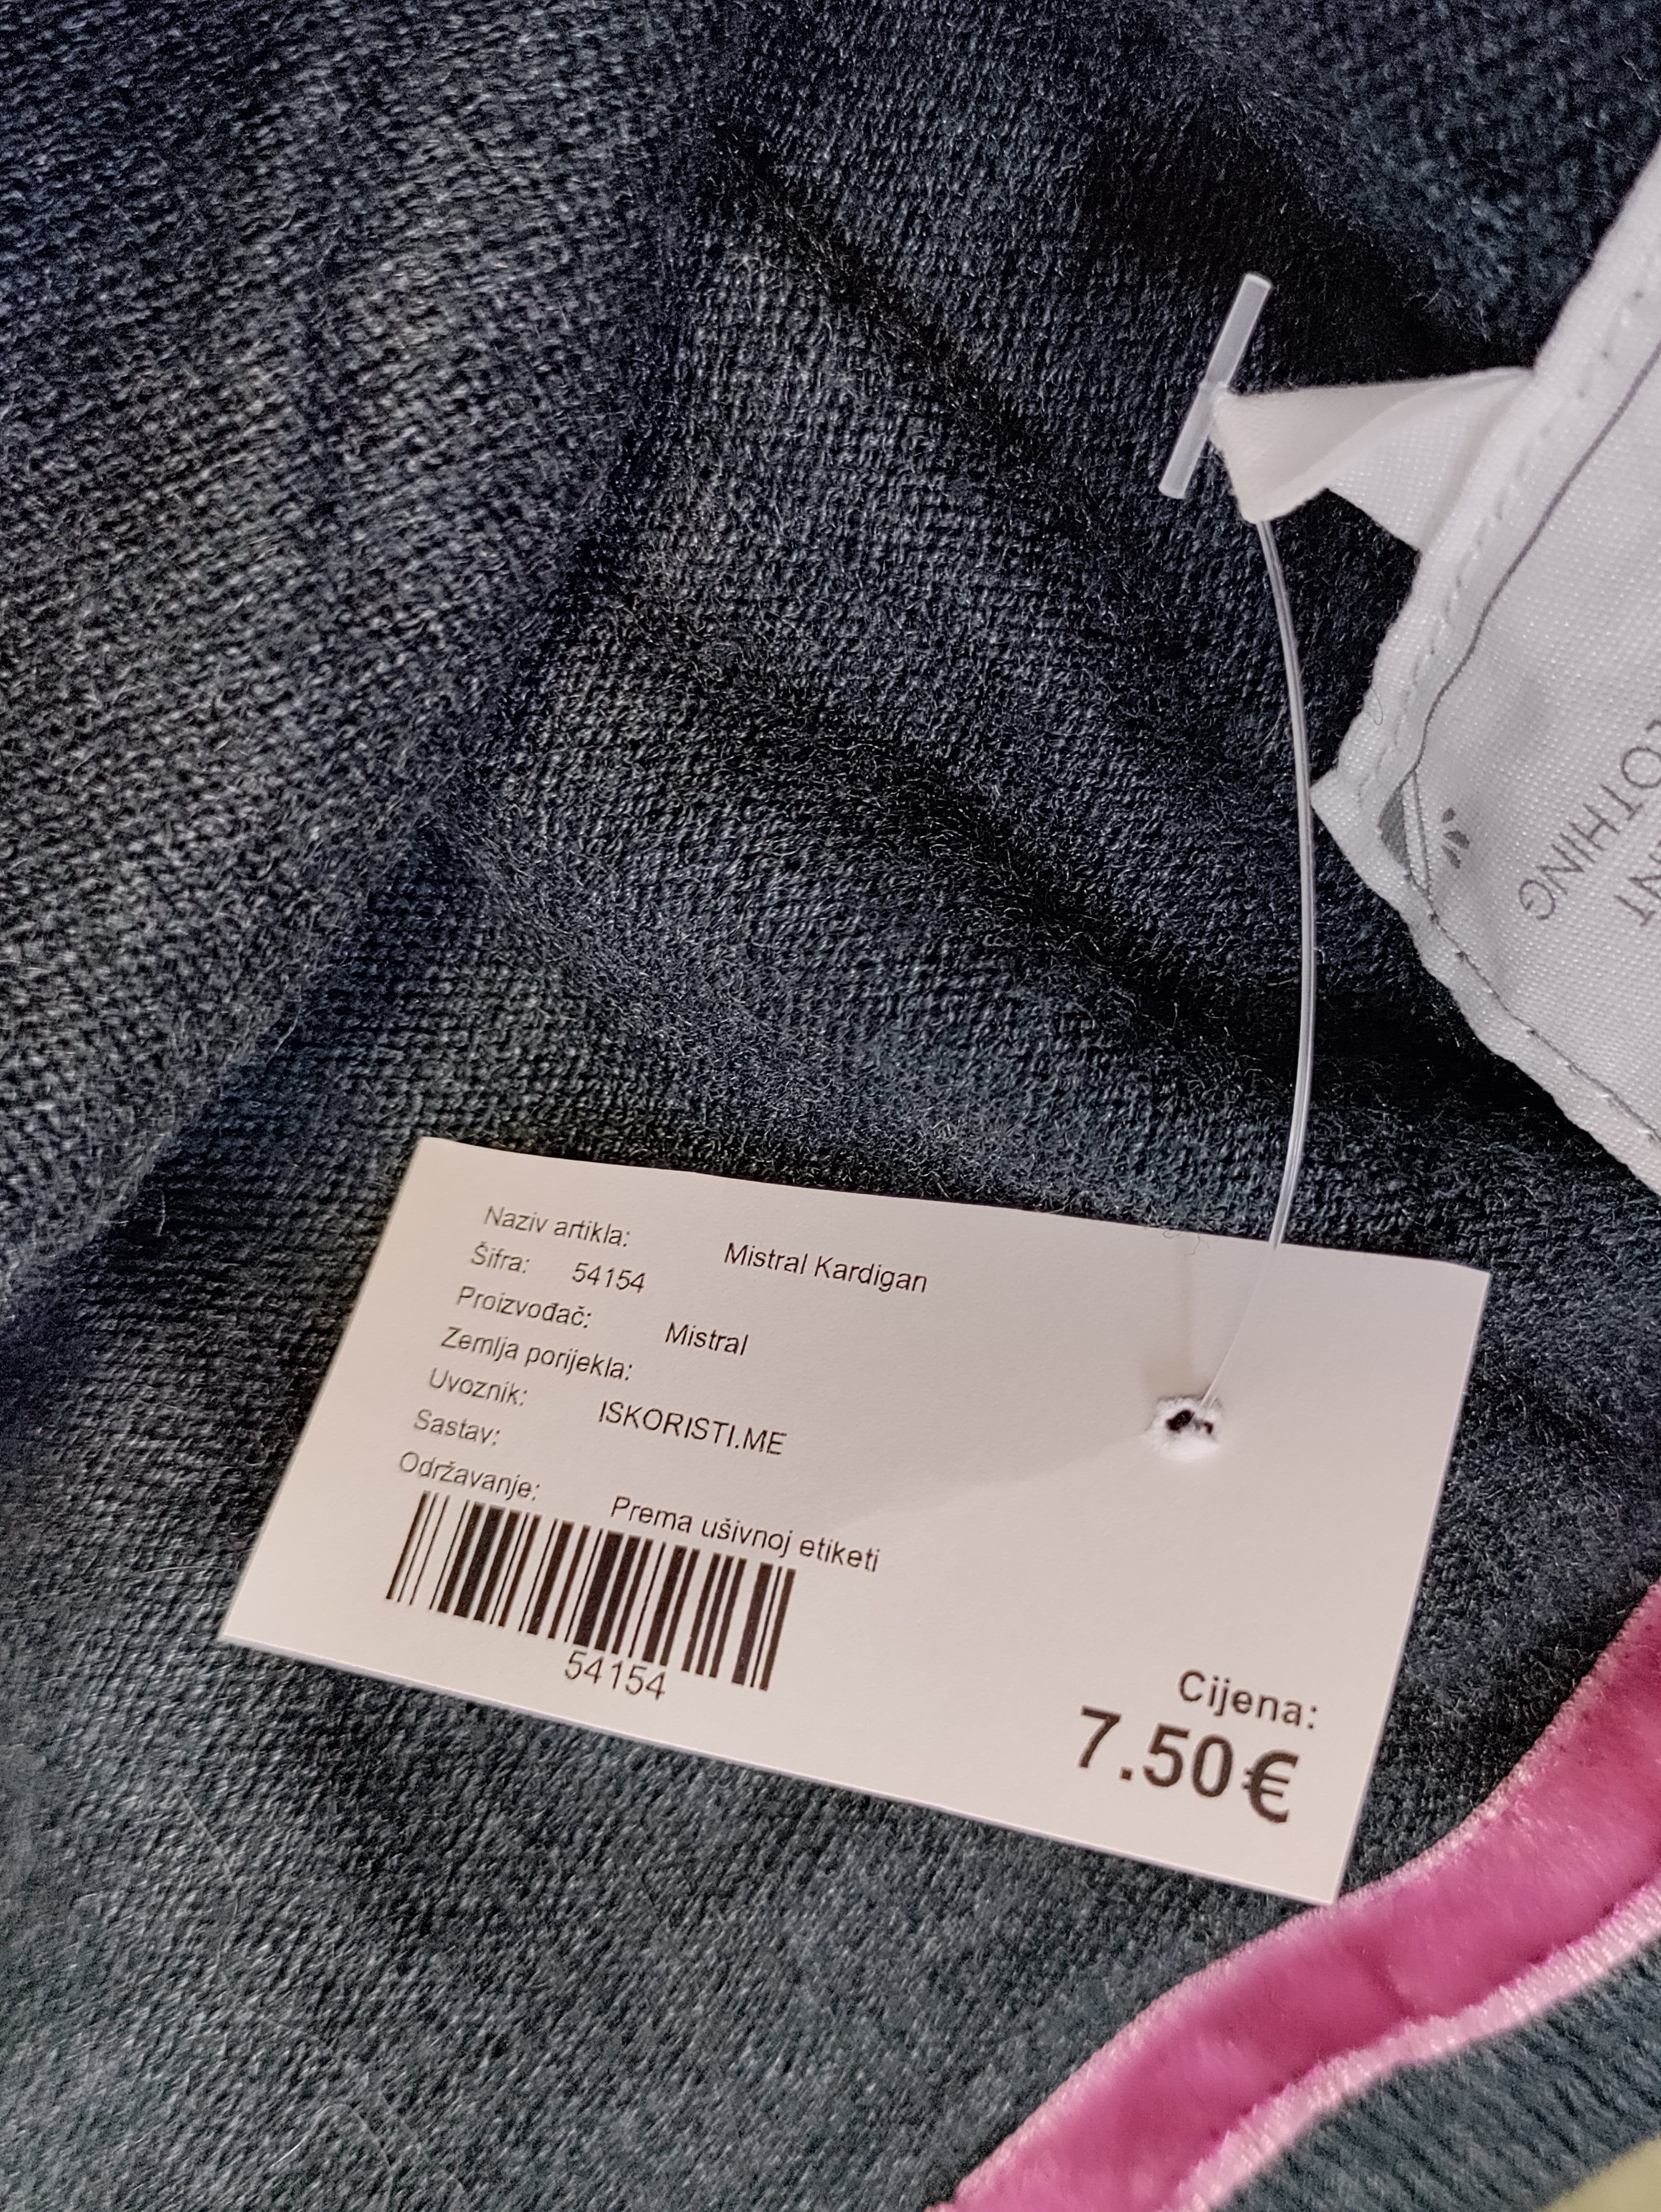 Naziv artikla: Mistral Kardigan
Šifra: 54154
Proizvođač: Mistral
Zemlja porijekla:
Uvoznik: ISKORISTI.ME
Sastav:
Održavanje: Prema ušivnoj etiketi
54154
Cijena:
7.50€